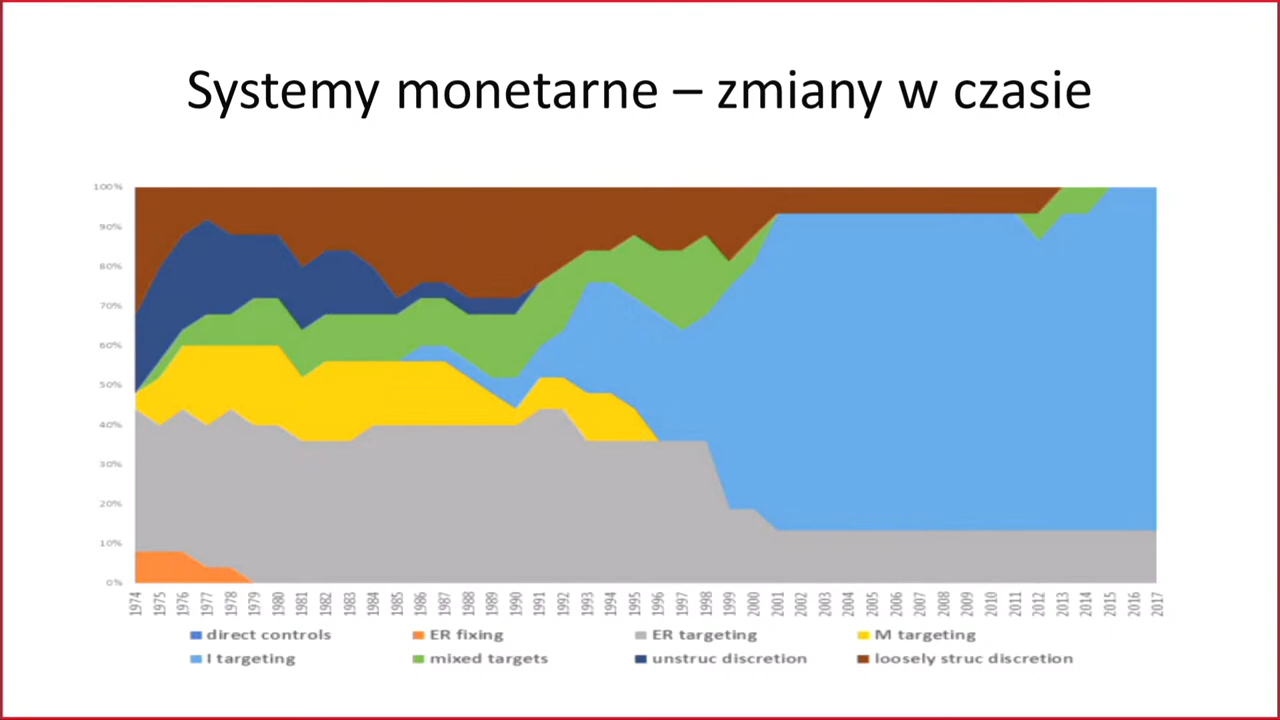 Systemy monetarne – zmiany w czasie
100%
90%
80%
70%
60%
50%
40%
30%
20%
10%
0%
1974 1975 1976 1977 1978 1979 1980 1981 1982 1983 1984 1985 1986 1987 1988 1989 1990 1991 1992 1993 1994 1995 1996 1997 1998 1999 2000 2001 2002 2003 2004 2005 2006 2007 2008 2009 2010 2011 2012 2013 2014 2015 2016 2017
direct controls ER fixing ER targeting M targeting
I targeting mixed targets unstruc discretion loosely struc discretion